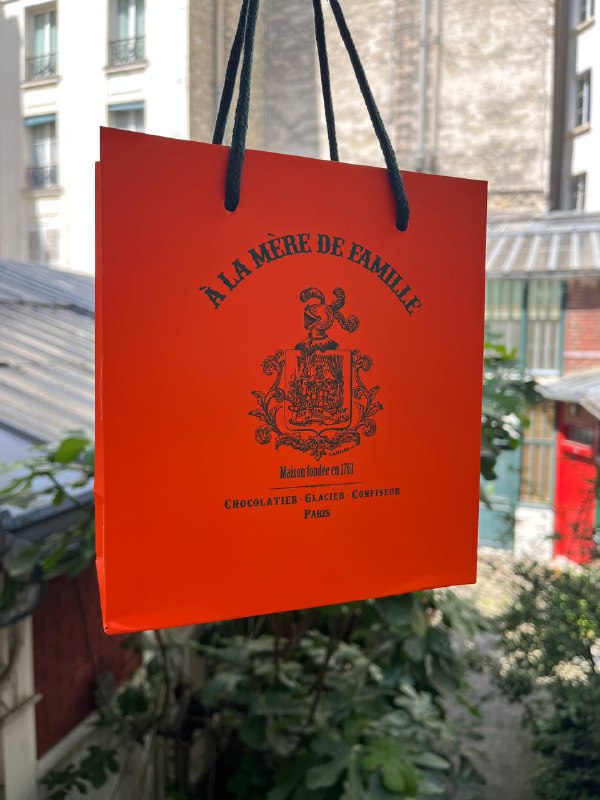 À LA MÈRE DE FAMILLE
Maison fondée en 1761
CHOCOLATIER - GLACIER - CONFISEUR
PARIS